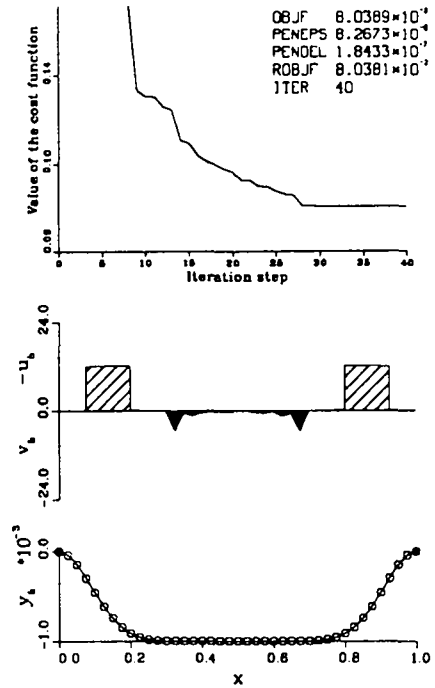 OBJF 8.0389*10⁻²
PENEPS 8.2673*10⁻⁶
PENDEL 1.8433*10⁻⁷
ROBJF 8.0381*10⁻²
ITER 40
Value of the cost function
0.14
0.10
0.06
0 5 10 15 20 25 30 35 40
Iteration step
24.0
0.0
-24.0
-uₕ
vₕ
*10⁻³
yₕ
0.0
-1.0
0.0 0.2 0.4 0.6 0.8 1.0
x